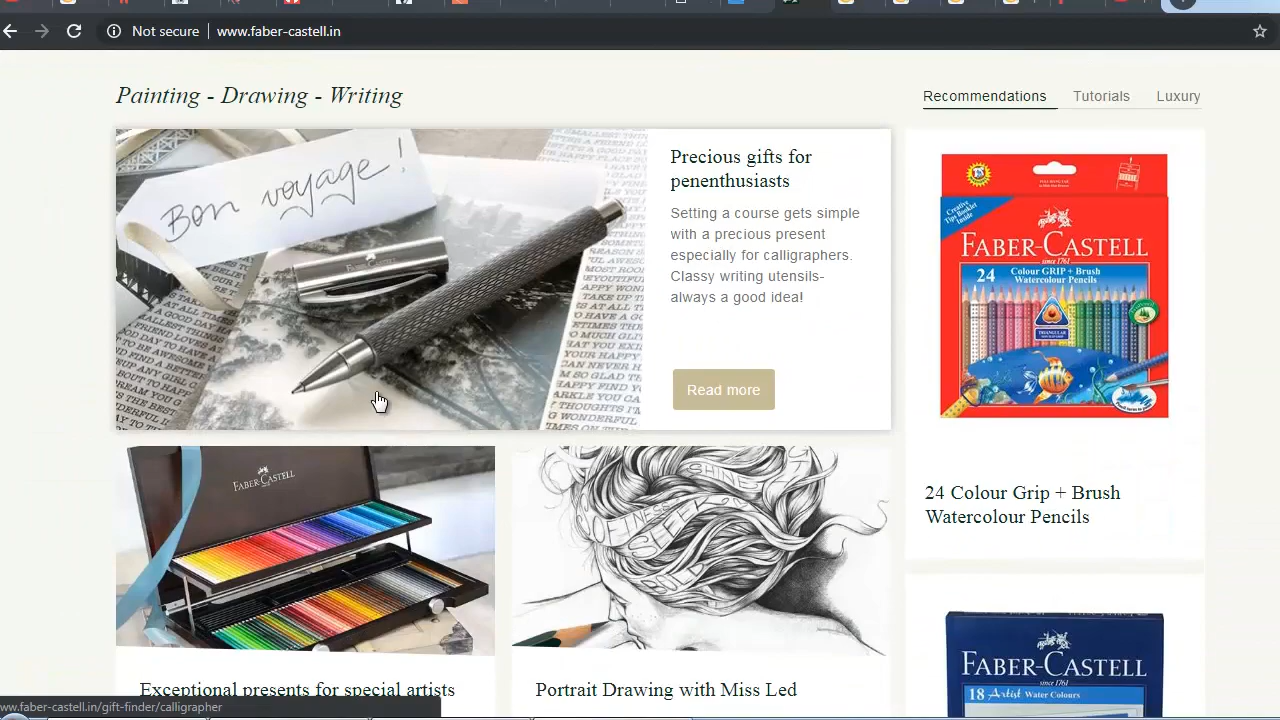 Not secure
www.faber-castell.in
Painting - Drawing - Writing
Recommendations
Tutorials
Luxury
Bon voyage !
Precious gifts for
penenthusiasts
Setting a course gets simple
with a precious present
especially for calligraphers.
Classy writing utensils-
always a good idea!
Read more
Creative
Tips Booklet
Inside
FABER-CASTELL
since 1761
24 Colour GRIP + Brush
Watercolour Pencils
24 Colour Grip + Brush
Watercolour Pencils
FABER-CASTELL
Exceptional presents for special artists
Portrait Drawing with Miss Led
FABER-CASTELL
since 1761
18 Artist Water Colours
ww.faber-castell.in/gift-finder/calligrapher